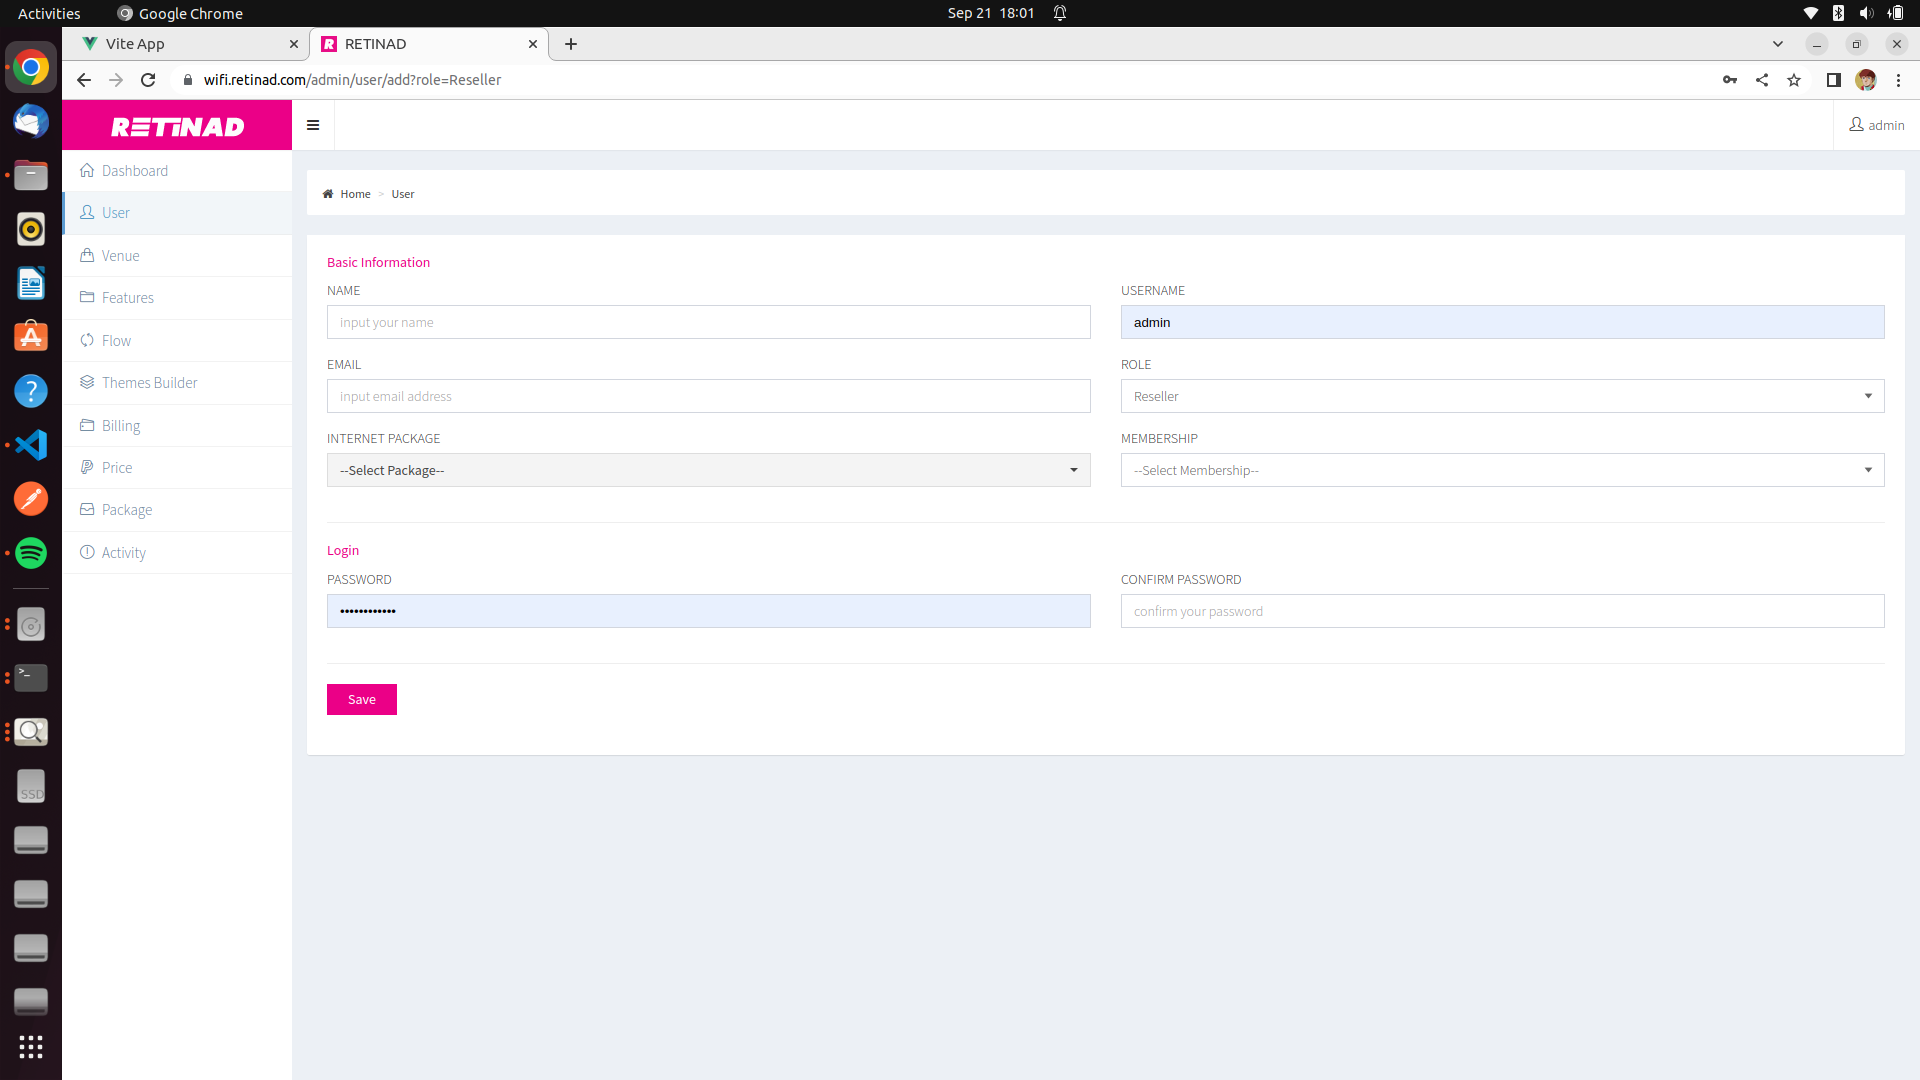 Activities
Google Chrome
Sep 21 18:01
Vite App
RETINAD
wifi.retinad.com/admin/user/add?role=Reseller
RETINAD
admin
Dashboard
User
Venue
Features
Flow
Themes Builder
Billing
Price
Package
Activity
Home > User
Basic Information
NAME
USERNAME
input your name
admin
EMAIL
ROLE
input email address
Reseller
INTERNET PACKAGE
MEMBERSHIP
--Select Package--
--Select Membership--
Login
PASSWORD
CONFIRM PASSWORD
••••••••••••
confirm your password
Save
SSD